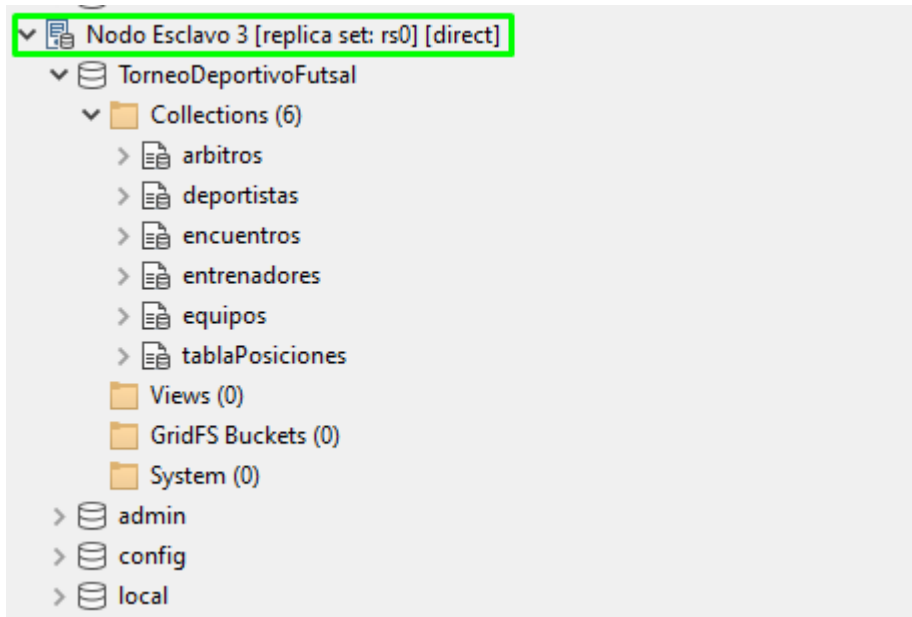 Nodo Esclavo 3 [replica set: rs0] [direct]
TorneoDeportivoFutsal
Collections (6)
arbitros
deportistas
encuentros
entrenadores
equipos
tablaPosiciones
Views (0)
GridFS Buckets (0)
System (0)
admin
config
local